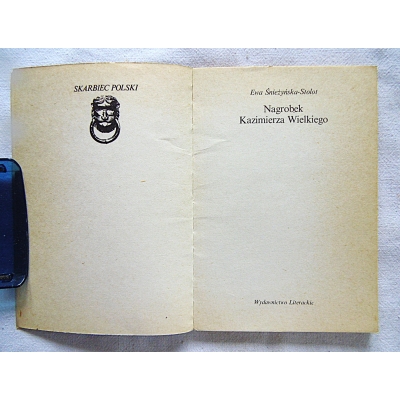 SKARBIEC POLSKI
Ewa Śnieżyńska-Stolot
Nagrobek
Kazimierza Wielkiego
Wydawnictwo Literackie